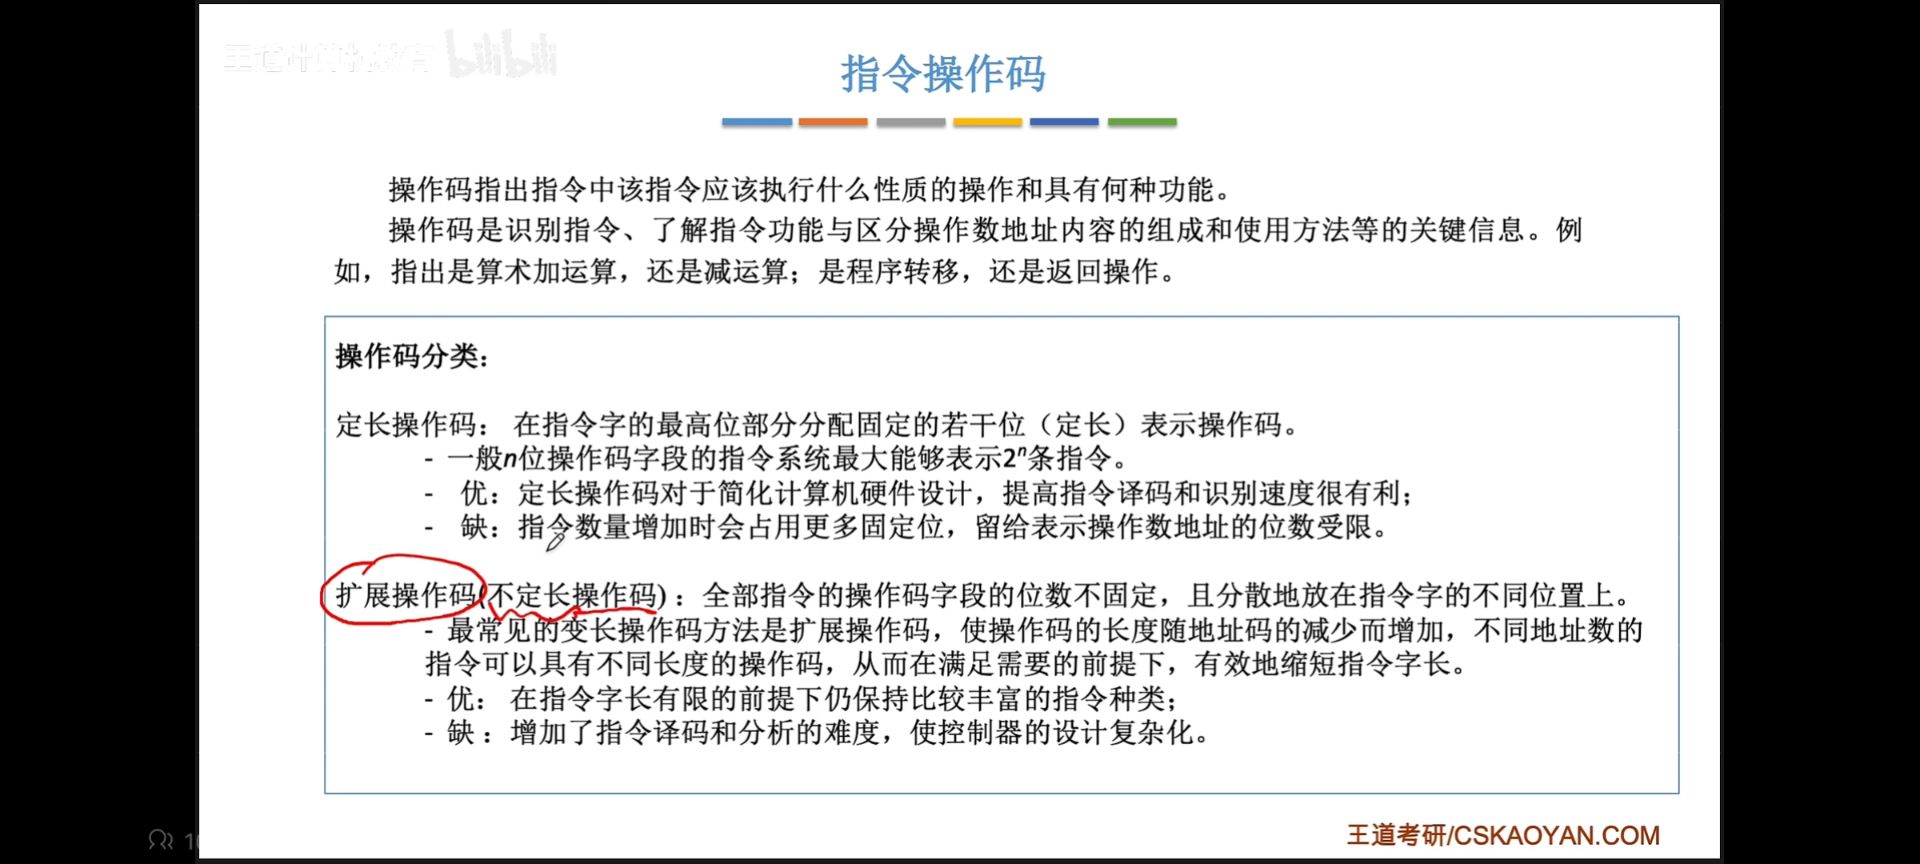 王道计算机教育 bilibili
指令操作码
操作码指出指令中该指令应该执行什么性质的操作和具有何种功能。
操作码是识别指令、了解指令功能与区分操作数地址内容的组成和使用方法等的关键信息。例
如，指出是算术加运算，还是减运算；是程序转移，还是返回操作。
操作码分类：
定长操作码： 在指令字的最高位部分分配固定的若干位（定长）表示操作码。
- 一般n位操作码字段的指令系统最大能够表示2ⁿ条指令。
- 优：定长操作码对于简化计算机硬件设计，提高指令译码和识别速度很有利；
- 缺：指令数量增加时会占用更多固定位，留给表示操作数地址的位数受限。
扩展操作码(不定长操作码)：全部指令的操作码字段的位数不固定，且分散地放在指令字的不同位置上。
- 最常见的变长操作码方法是扩展操作码，使操作码的长度随地址码的减少而增加，不同地址数的
指令可以具有不同长度的操作码，从而在满足需要的前提下，有效地缩短指令字长。
- 优： 在指令字长有限的前提下仍保持比较丰富的指令种类；
- 缺 ：增加了指令译码和分析的难度，使控制器的设计复杂化。
王道考研/CSKAOYAN.COM